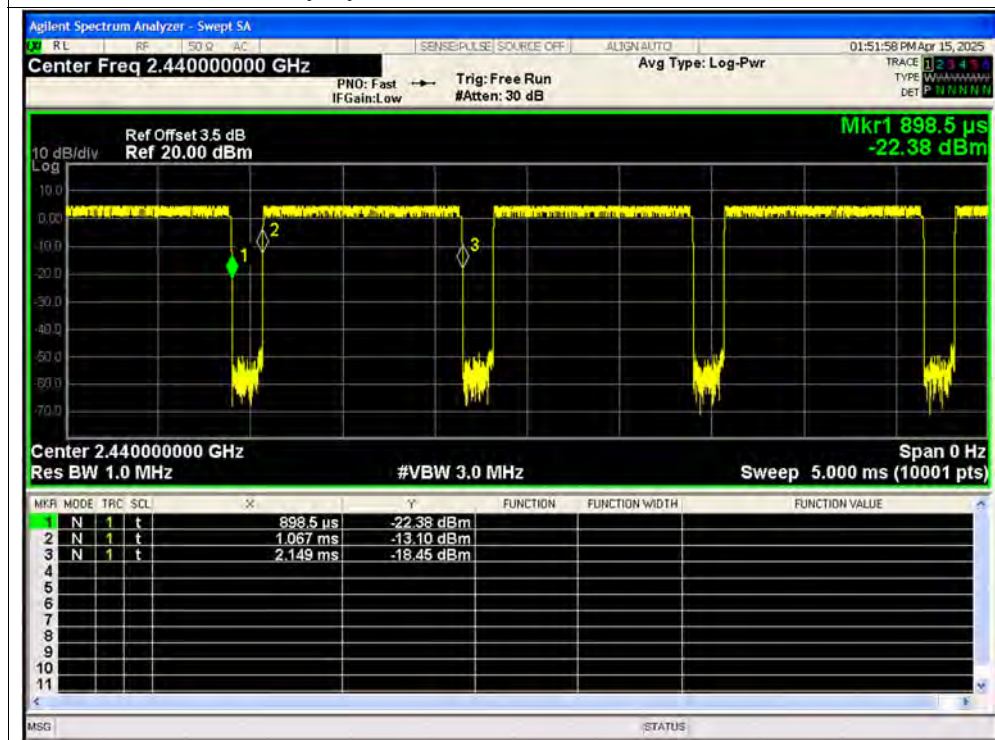 Agilent Spectrum Analyzer - Swept SA
RL RF 50 Ω AC SENSE:PULSE SOURCE OFF ALIGN AUTO 01:51:58 PM Apr 15, 2025
Center Freq 2.440000000 GHz Avg Type: Log-Pwr TRACE 1 2 3 4 5 6
PNO: Fast Trig: Free Run TYPE
IFGain:Low #Atten: 30 dB DET P N N N N N
Mkr1 898.5 µs
Ref Offset 3.5 dB
10 dB/div Ref 20.00 dBm -22.38 dBm
Log
10.0
0.00
-10.0
-20.0
-30.0
-40.0
-50.0
-60.0
-70.0
1
2
3
Center 2.440000000 GHz Span 0 Hz
Res BW 1.0 MHz #VBW 3.0 MHz Sweep 5.000 ms (10001 pts)
MKR MODE TRC SCL X Y FUNCTION FUNCTION WIDTH FUNCTION VALUE
1 N 1 t 898.5 µs -22.38 dBm
2 N 1 t 1.067 ms -13.10 dBm
3 N 1 t 2.149 ms -18.45 dBm
4
5
6
7
8
9
10
11
MSG STATUS